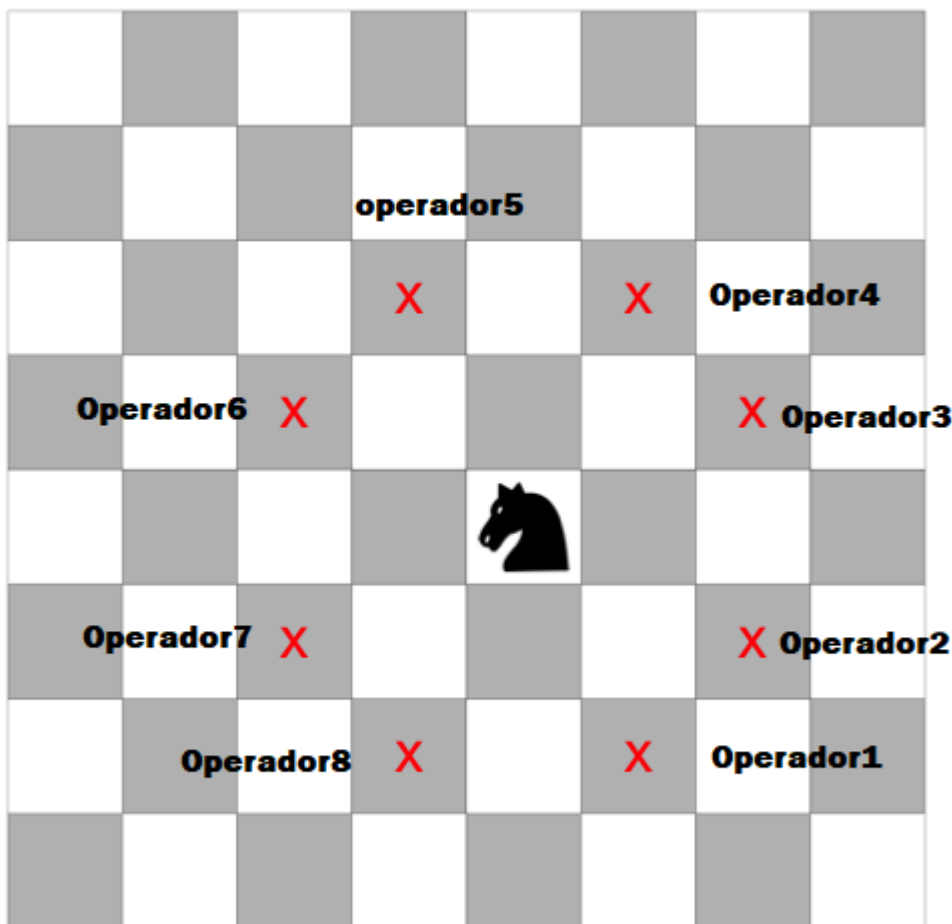 operador5
X X Operador4
Operador6 X X Operador3
Operador7 X X Operador2
Operador8 X X Operador1